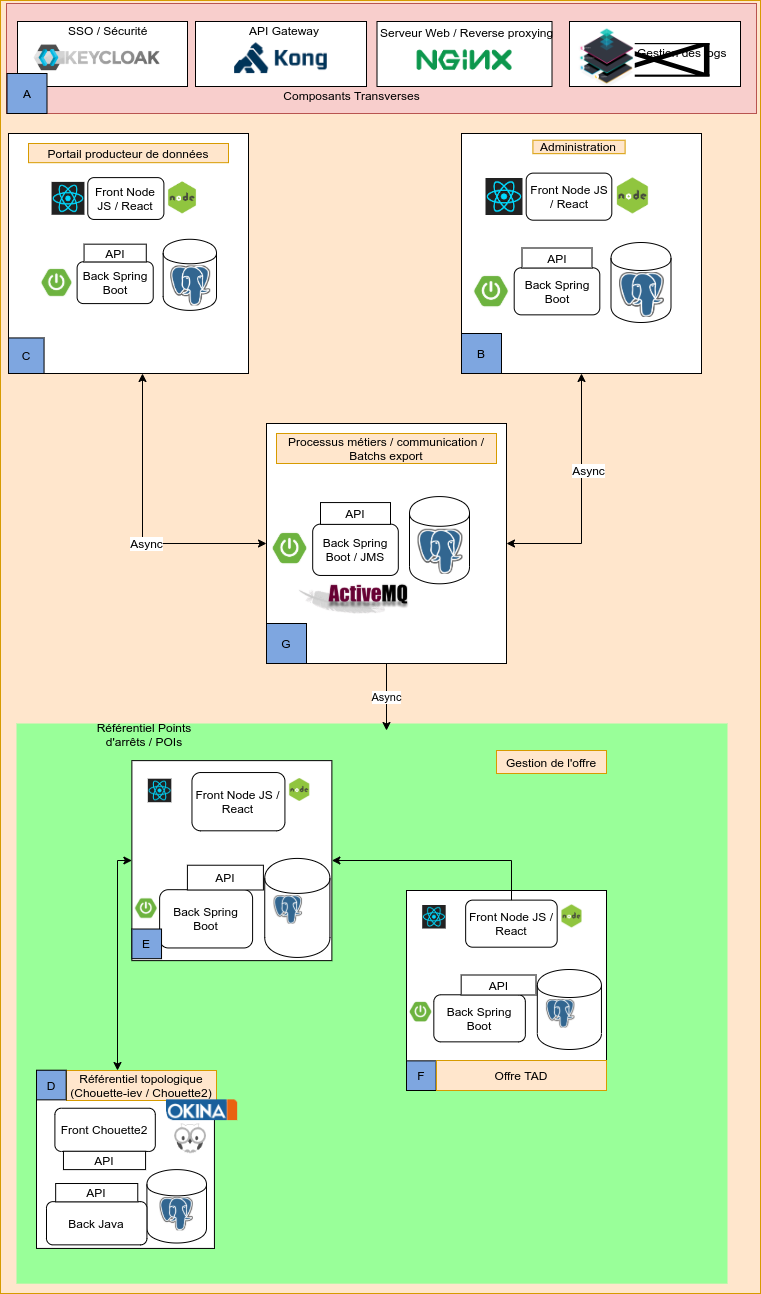 SSO / Sécurité
KEYCLOAK
API Gateway
Kong
Serveur Web / Reverse proxying
NGINX
Gestion des logs
A
Composants Transverses
Portail producteur de données
Front Node
JS / React
node
API
Back Spring
Boot
C
Administration
Front Node JS
/ React
node
API
Back Spring
Boot
B
Async
Async
Processus métiers / communication /
Batchs export
API
Back Spring
Boot / JMS
ActiveMQ
G
Async
Référentiel Points
d'arrêts / POIs
Gestion de l'offre
Front Node JS /
React
node
API
Back Spring
Boot
E
Front Node JS /
React
node
API
Back Spring
Boot
F
Offre TAD
D
Référentiel topologique
(Chouette-iev / Chouette2)
OKINA
Front Chouette2
API
API
Back Java